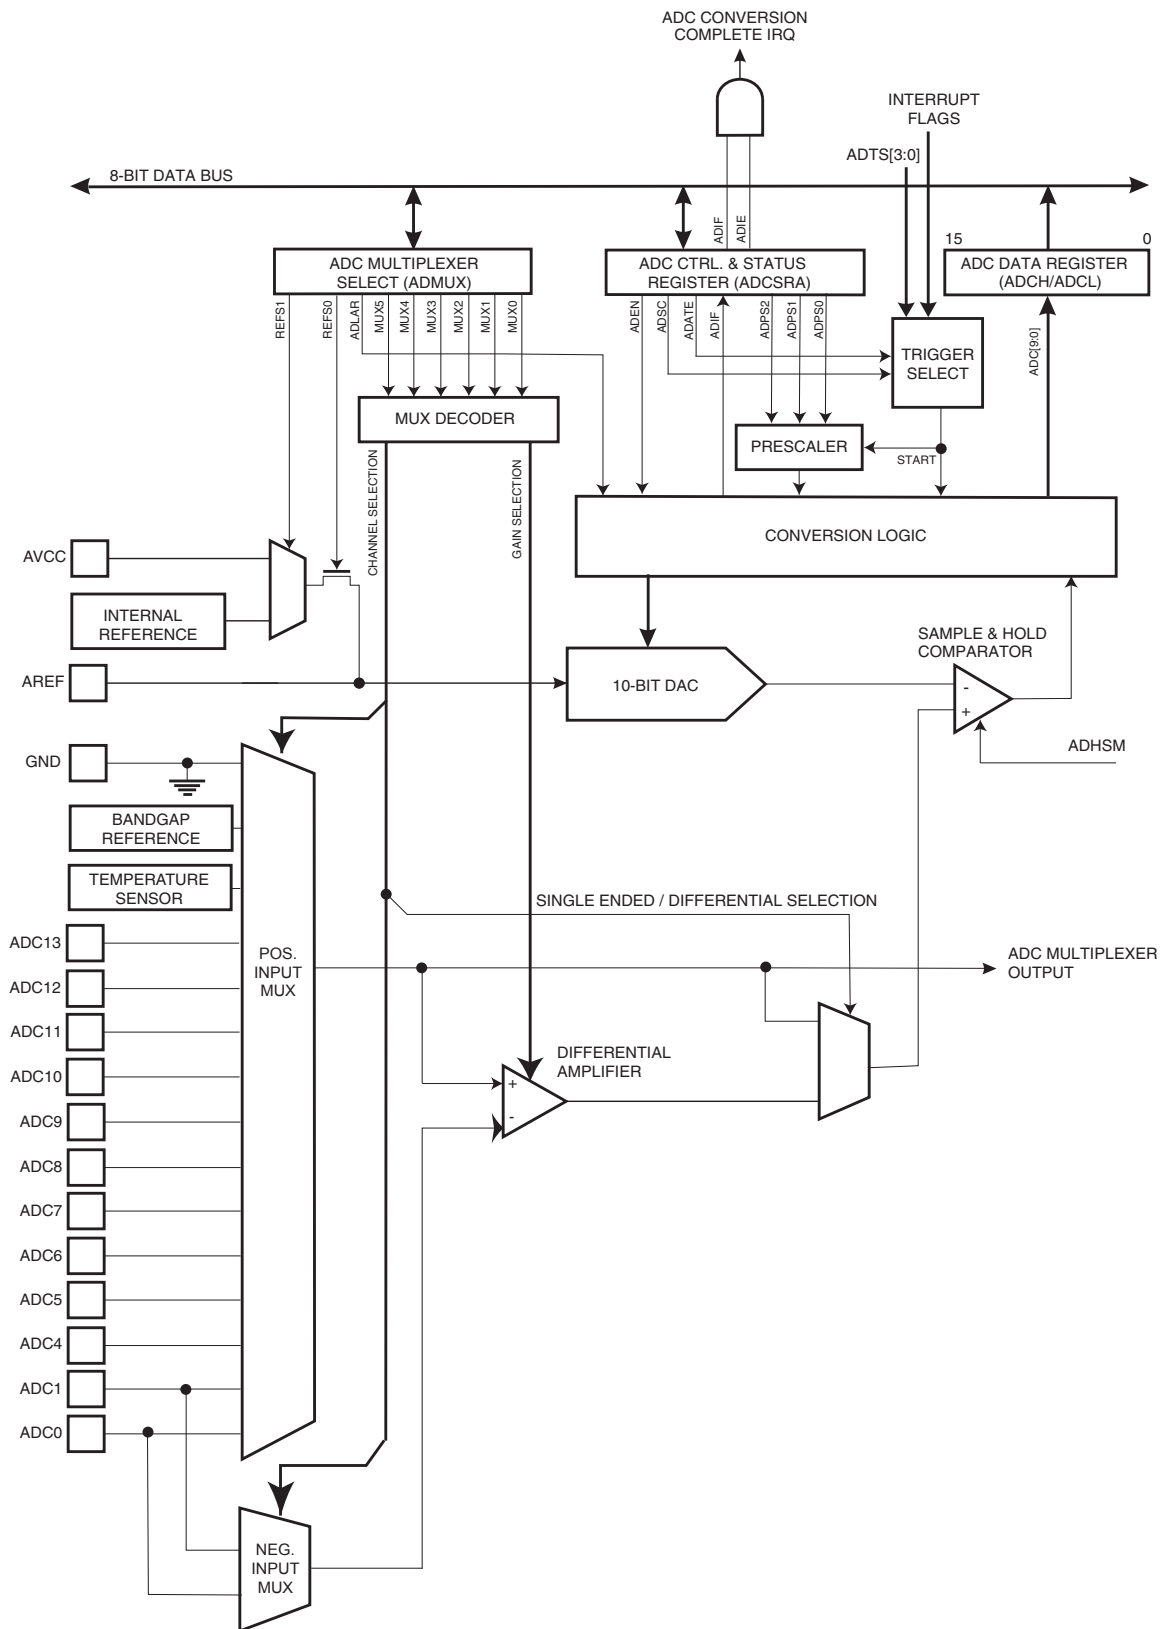 ADC CONVERSION
COMPLETE IRQ
INTERRUPT
FLAGS
ADTS[3:0]
8-BIT DATA BUS
ADIF
ADIE
15
0
ADC MULTIPLEXER
SELECT (ADMUX)
ADC CTRL. & STATUS
REGISTER (ADCSRA)
ADC DATA REGISTER
(ADCH/ADCL)
REFS1
REFS0
ADLAR
MUX5
MUX4
MUX3
MUX2
MUX1
MUX0
ADEN
ADSC
ADATE
ADIF
ADPS2
ADPS1
ADPS0
TRIGGER
SELECT
ADC[9:0]
MUX DECODER
PRESCALER
START
CHANNEL SELECTION
GAIN SELECTION
CONVERSION LOGIC
AVCC
INTERNAL
REFERENCE
SAMPLE & HOLD
COMPARATOR
AREF
10-BIT DAC
-
+
ADHSM
GND
BANDGAP
REFERENCE
TEMPERATURE
SENSOR
SINGLE ENDED / DIFFERENTIAL SELECTION
ADC13
POS.
INPUT
MUX
ADC MULTIPLEXER
OUTPUT
ADC12
ADC11
ADC10
DIFFERENTIAL
AMPLIFIER
+
-
ADC9
ADC8
ADC7
ADC6
ADC5
ADC4
ADC1
ADC0
NEG.
INPUT
MUX